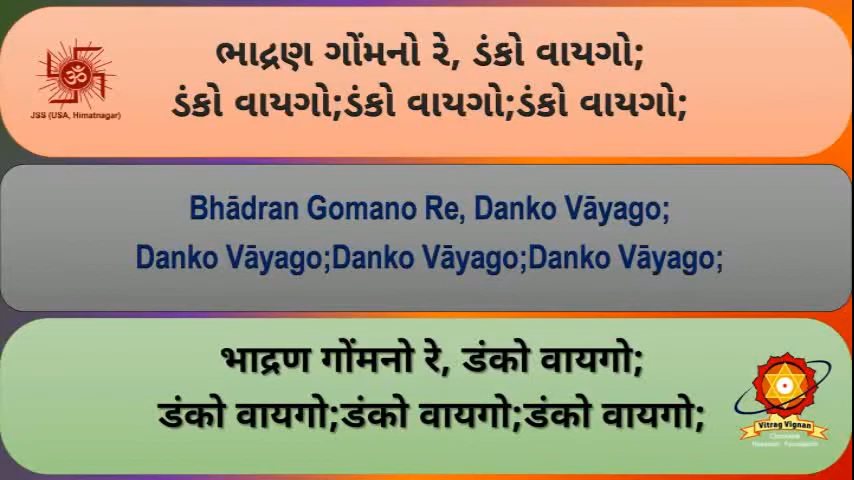 ભાદ્રણ ગોંમનો રે, ડંકો વાયગો;
ડંકો વાયગો;ડંકો વાયગો;ડંકો વાયગો;
JSS (USA, Himatnagar)
Bhādran Gomano Re, Danko Vāyago;
Danko Vāyago;Danko Vāyago;Danko Vāyago;
भाद्रण गोंमनो रे, डंको वायगो;
डंको वायगो;डंको वायगो;डंको वायगो;
ॐ
Vitrag Vignan